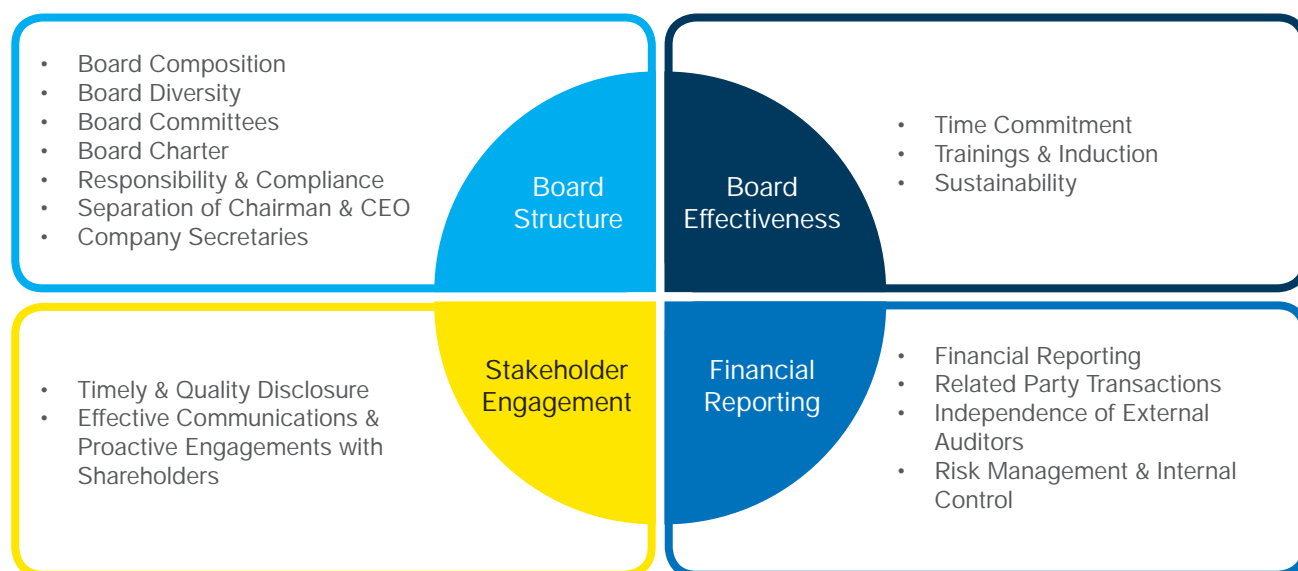 • Board Composition
• Board Diversity
• Board Committees
• Board Charter
• Responsibility & Compliance
• Separation of Chairman & CEO
• Company Secretaries
Board
Structure
Board
Effectiveness
• Time Commitment
• Trainings & Induction
• Sustainability
• Timely & Quality Disclosure
• Effective Communications &
Proactive Engagements with
Shareholders
Stakeholder
Engagement
Financial
Reporting
• Financial Reporting
• Related Party Transactions
• Independence of External
Auditors
• Risk Management & Internal
Control